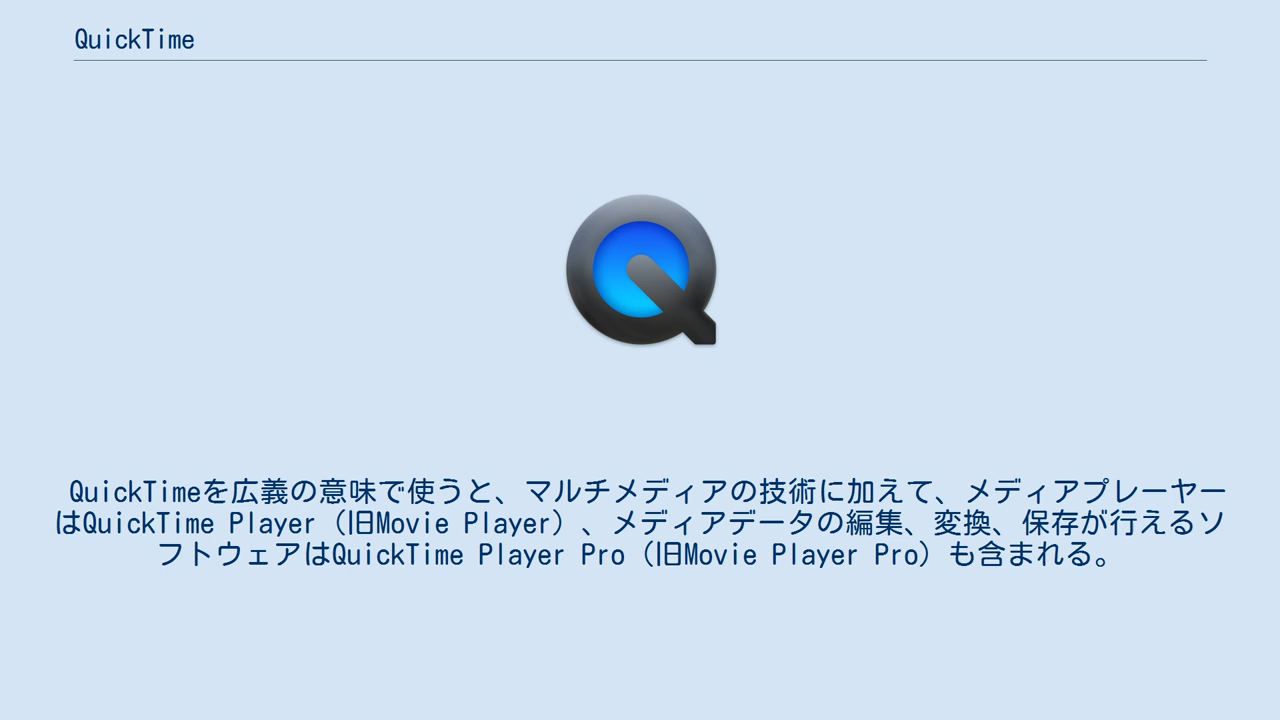 QuickTime
QuickTimeを広義の意味で使うと、マルチメディアの技術に加えて、メディアプレーヤー
はQuickTime Player（旧Movie Player）、メディアデータの編集、変換、保存が行えるソ
フトウェアはQuickTime Player Pro（旧Movie Player Pro）も含まれる。